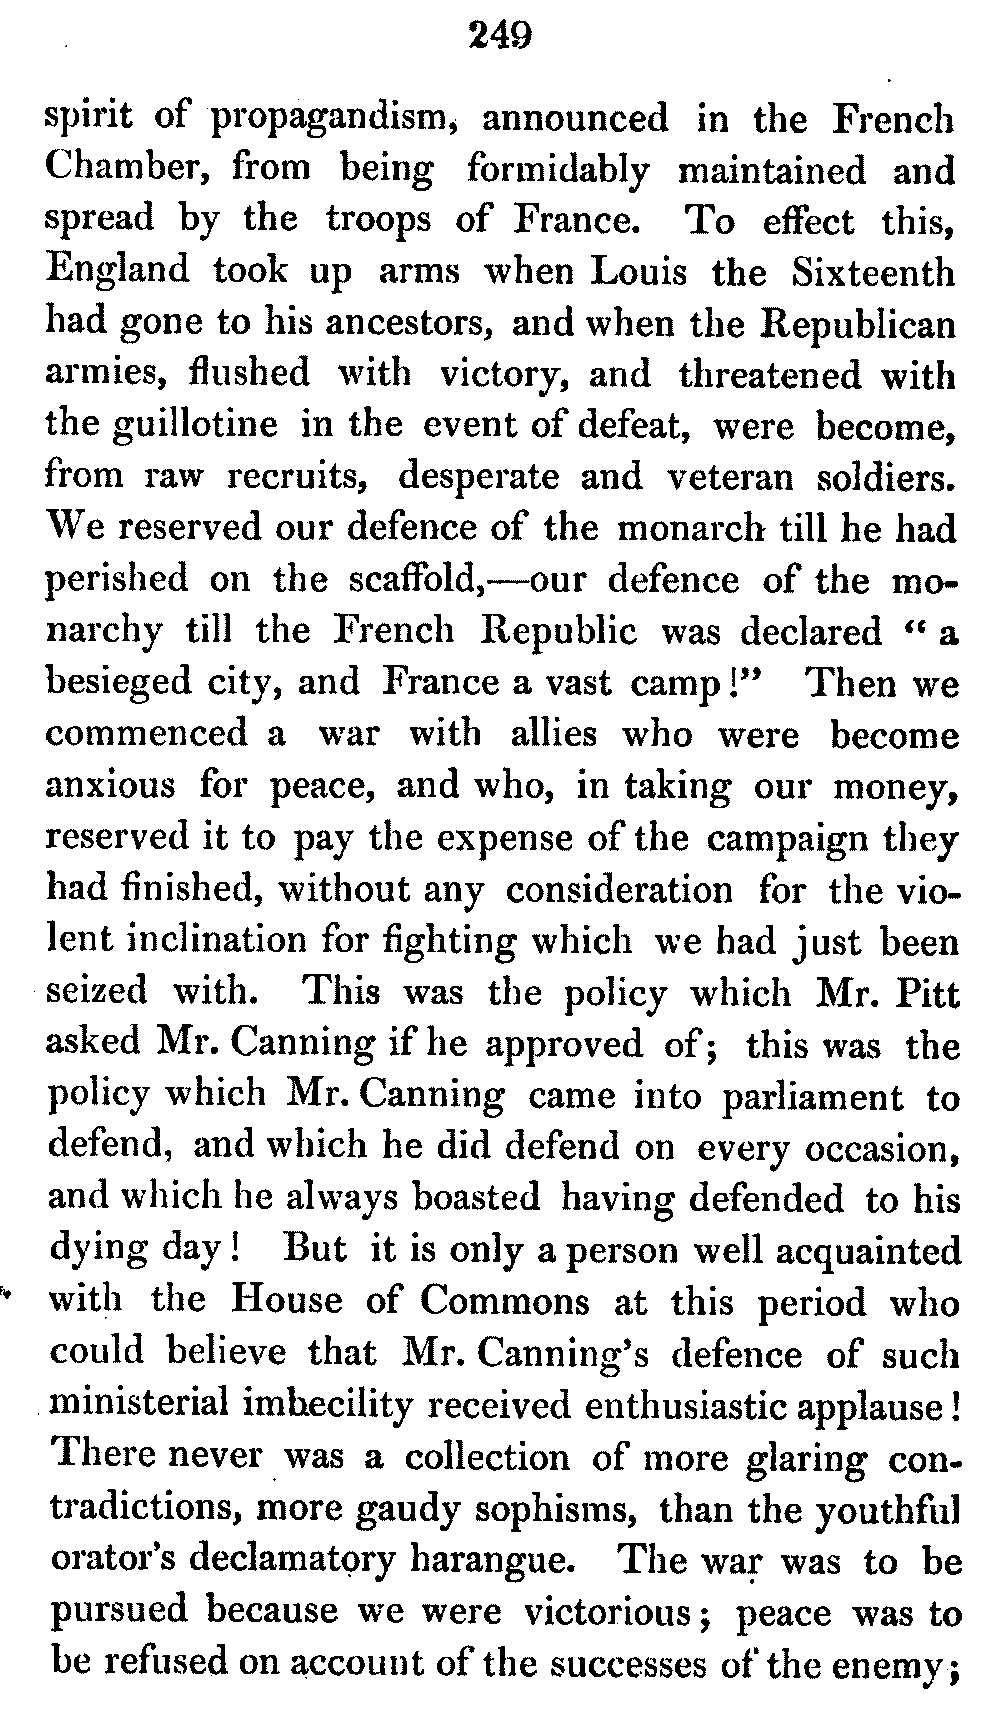 249
spirit of propagandism, announced in the French
Chamber, from being formidably maintained and
spread by the troops of France. To effect this,
England took up arms when Louis the Sixteenth
had gone to his ancestors, and when the Republican
armies, flushed with victory, and threatened with
the guillotine in the event of defeat, were become,
from raw recruits, desperate and veteran soldiers.
We reserved our defence of the monarch till he had
perished on the scaffold,—our defence of the mo-
narchy till the French Republic was declared “ a
besieged city, and France a vast camp!” Then we
commenced a war with allies who were become
anxious for peace, and who, in taking our money,
reserved it to pay the expense of the campaign they
had finished, without any consideration for the vio-
lent inclination for fighting which we had just been
seized with. This was the policy which Mr. Pitt
asked Mr. Canning if he approved of; this was the
policy which Mr. Canning came into parliament to
defend, and which he did defend on every occasion,
and which he always boasted having defended to his
dying day! But it is only a person well acquainted
with the House of Commons at this period who
could believe that Mr. Canning’s defence of such
ministerial imbecility received enthusiastic applause!
There never was a collection of more glaring con-
tradictions, more gaudy sophisms, than the youthful
orator’s declamatory harangue. The war was to be
pursued because we were victorious; peace was to
be refused on account of the successes of the enemy;